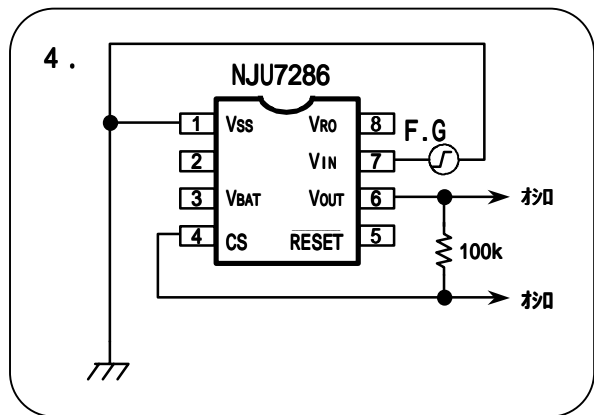 4 .
NJU7286
1 VSS VRO 8
F.G
2 VIN 7
3 VBAT VOUT 6
ｵｼﾛ
4 CS RESET 5
100k
ｵｼﾛ